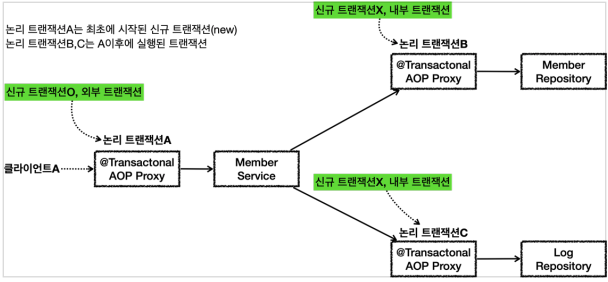 신규 트랜잭션X, 내부 트랜잭션
논리 트랜잭션A는 최초에 시작된 신규 트랜잭션(new)
논리 트랜잭션B,C는 A이후에 실행된 트랜잭션
논리 트랜잭션B
@Transactonal
AOP Proxy
Member
Repository
신규 트랜잭션O, 외부 트랜잭션
논리 트랜잭션A
클라이언트A
@Transactonal
AOP Proxy
Member
Service
신규 트랜잭션X, 내부 트랜잭션
논리 트랜잭션C
@Transactonal
AOP Proxy
Log
Repository